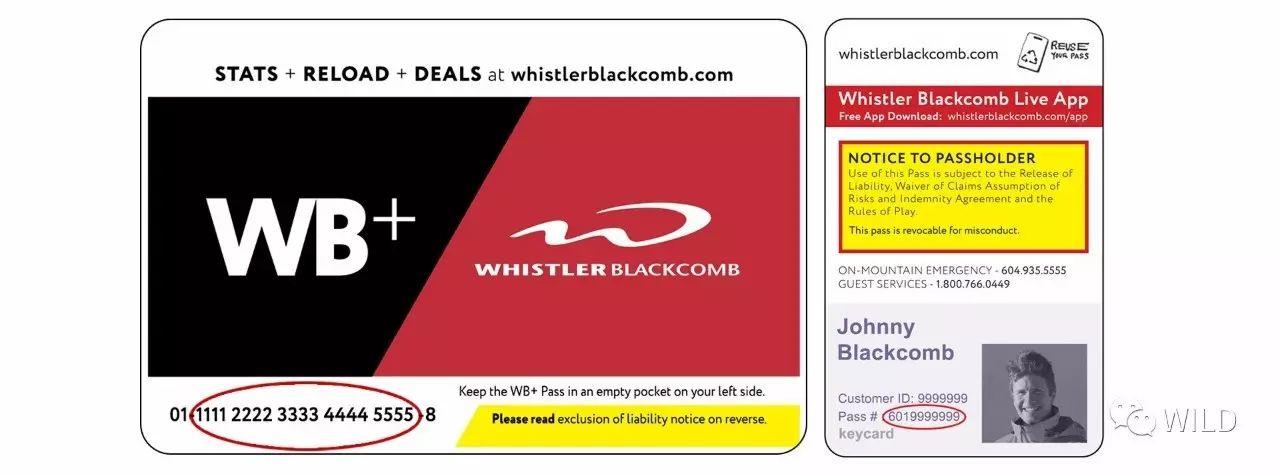 STATS + RELOAD + DEALS at whistlerblackcomb.com
WB+
WHISTLER BLACKCOMB
01-1111 2222 3333 4444 5555-8
Keep the WB+ Pass in an empty pocket on your left side.
Please read exclusion of liability notice on reverse.
whistlerblackcomb.com
REUSE
YOUR PASS
Whistler Blackcomb Live App
Free App Download: whistlerblackcomb.com/app
NOTICE TO PASSHOLDER
Use of this Pass is subject to the Release of
Liability, Waiver of Claims Assumption of
Risks and Indemnity Agreement and the
Rules of Play.
This pass is revocable for misconduct.
ON-MOUNTAIN EMERGENCY - 604.935.5555
GUEST SERVICES - 1.800.766.0449
Johnny
Blackcomb
Customer ID: 9999999
Pass # 6019999999
keycard
WILD